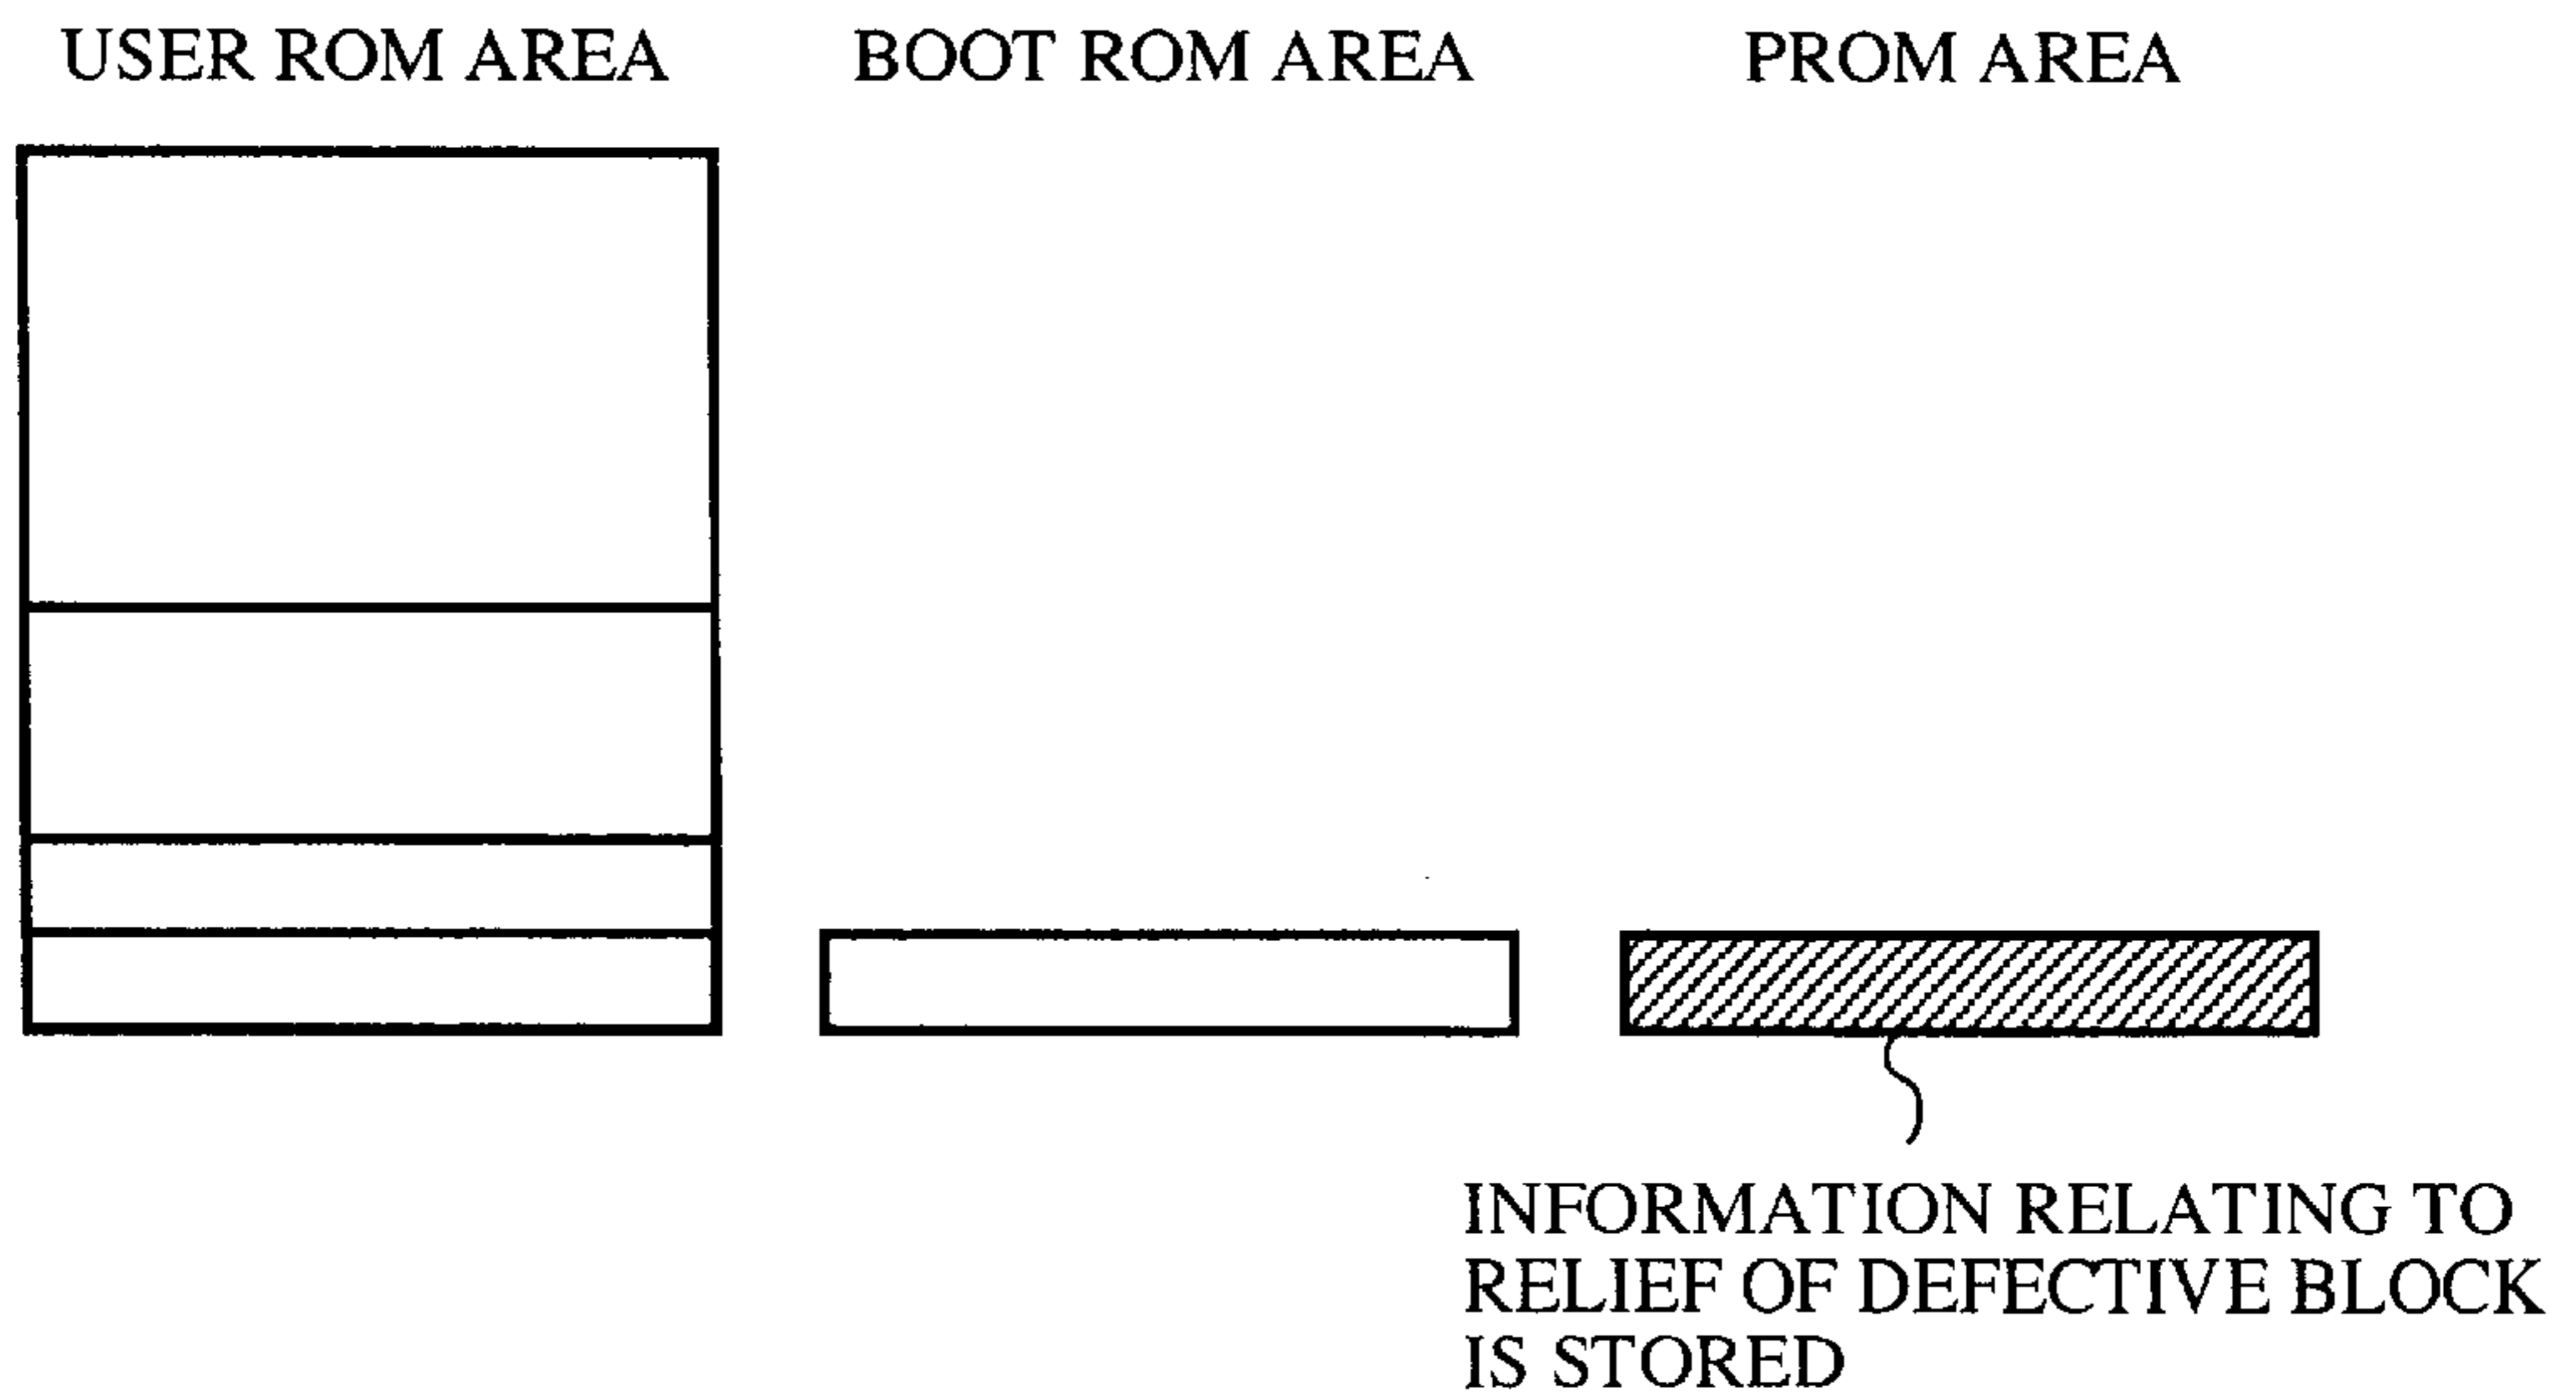 USER ROM AREA
BOOT ROM AREA
PROM AREA
INFORMATION RELATING TO
RELIEF OF DEFECTIVE BLOCK
IS STORED